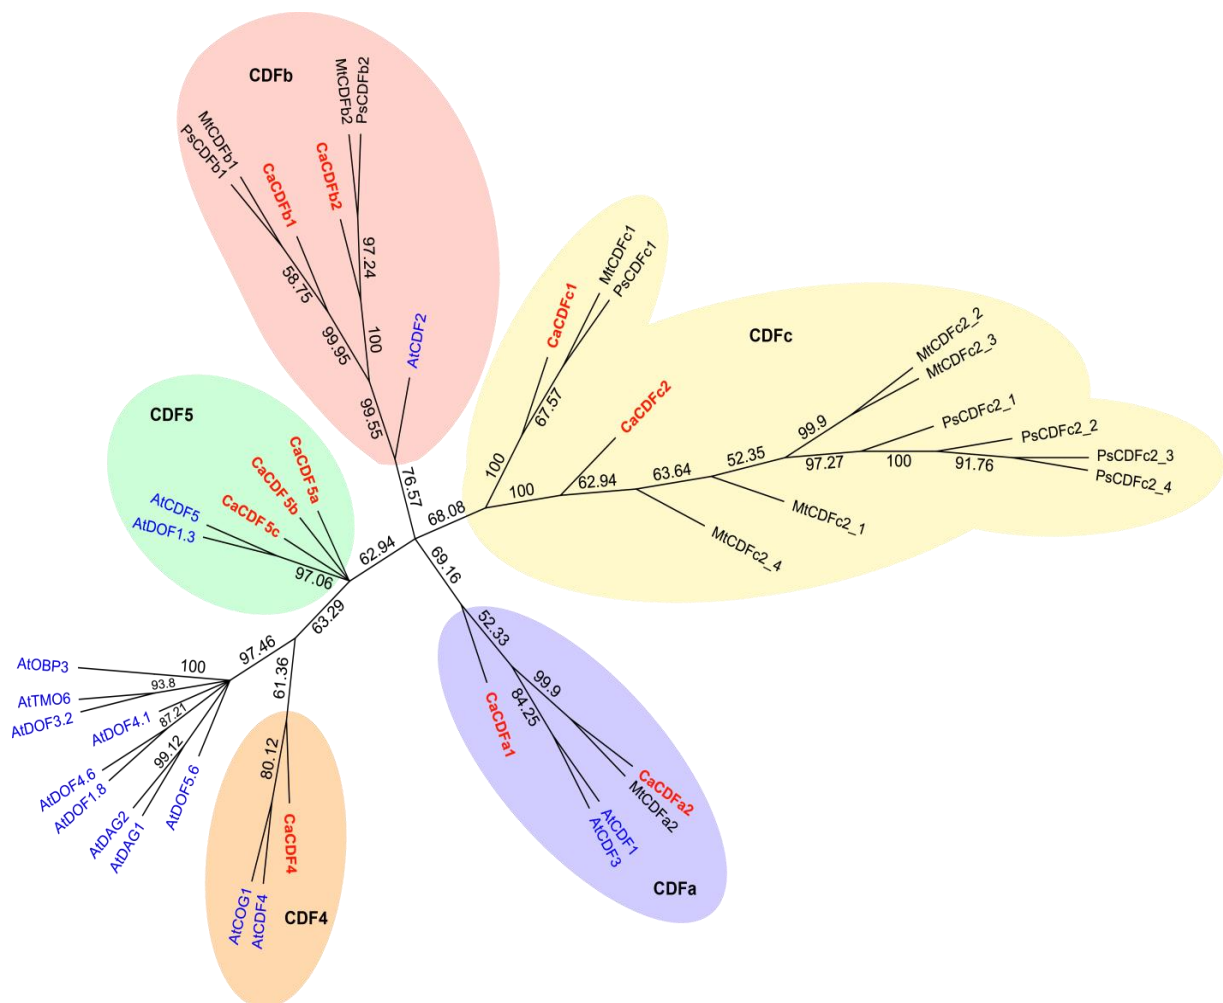 CDFb
MtCDFb2
PsCDFb2
MtCDFb1
PsCDFb1
CaCDFb1
CaCDFb2
97.24
58.75
99.95
100
AtCDF2
99.55
76.57
MtCDFc1
PsCDFc1
CaCDFc1
CDFc
67.57
CaCDFc2
MtCDFc2_2
MtCDFc2_3
PsCDFc2_1
PsCDFc2_2
PsCDFc2_3
PsCDFc2_4
99.9
52.35
97.27
100
91.76
100
100
62.94
63.64
68.08
MtCDFc2_1
MtCDFc2_4
CDF5
CaCDF5a
CaCDF5b
CaCDF5c
AtCDF5
AtDOF1.3
97.06
62.94
63.29
69.16
52.33
99.9
84.25
CaCDFa1
CaCDFa2
MtCDFa2
AtCDF1
AtCDF3
CDFa
97.46
61.36
AtOBP3
100
AtTMO6
93.8
AtDOF3.2
AtDOF4.1
87.21
AtDOF4.6
AtDOF1.8
99.12
AtDAG2
AtDAG1
AtDOF5.6
80.12
CaCDF4
AtCOG1
AtCDF4
CDF4